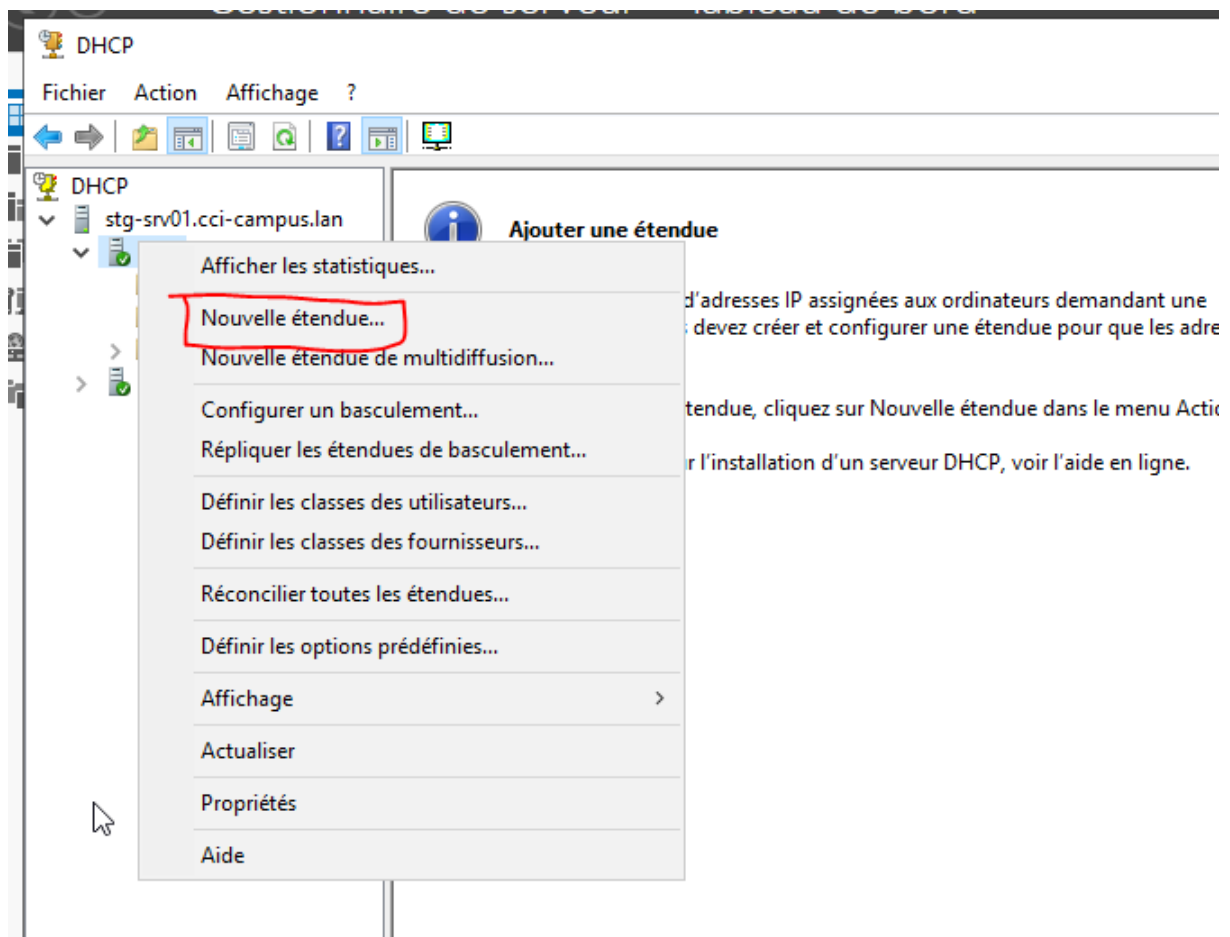 DHCP
Fichier Action Affichage ?
DHCP
stg-srv01.cci-campus.lan
Ajouter une étendue
Afficher les statistiques...
d'adresses IP assignées aux ordinateurs demandant une
Nouvelle étendue...
devez créer et configurer une étendue pour que les adre
Nouvelle étendue de multidiffusion...
Configurer un basculement...
tendue, cliquez sur Nouvelle étendue dans le menu Actio
Répliquer les étendues de basculement...
r l'installation d'un serveur DHCP, voir l'aide en ligne.
Définir les classes des utilisateurs...
Définir les classes des fournisseurs...
Réconcilier toutes les étendues...
Définir les options prédéfinies...
Affichage
Actualiser
Propriétés
Aide